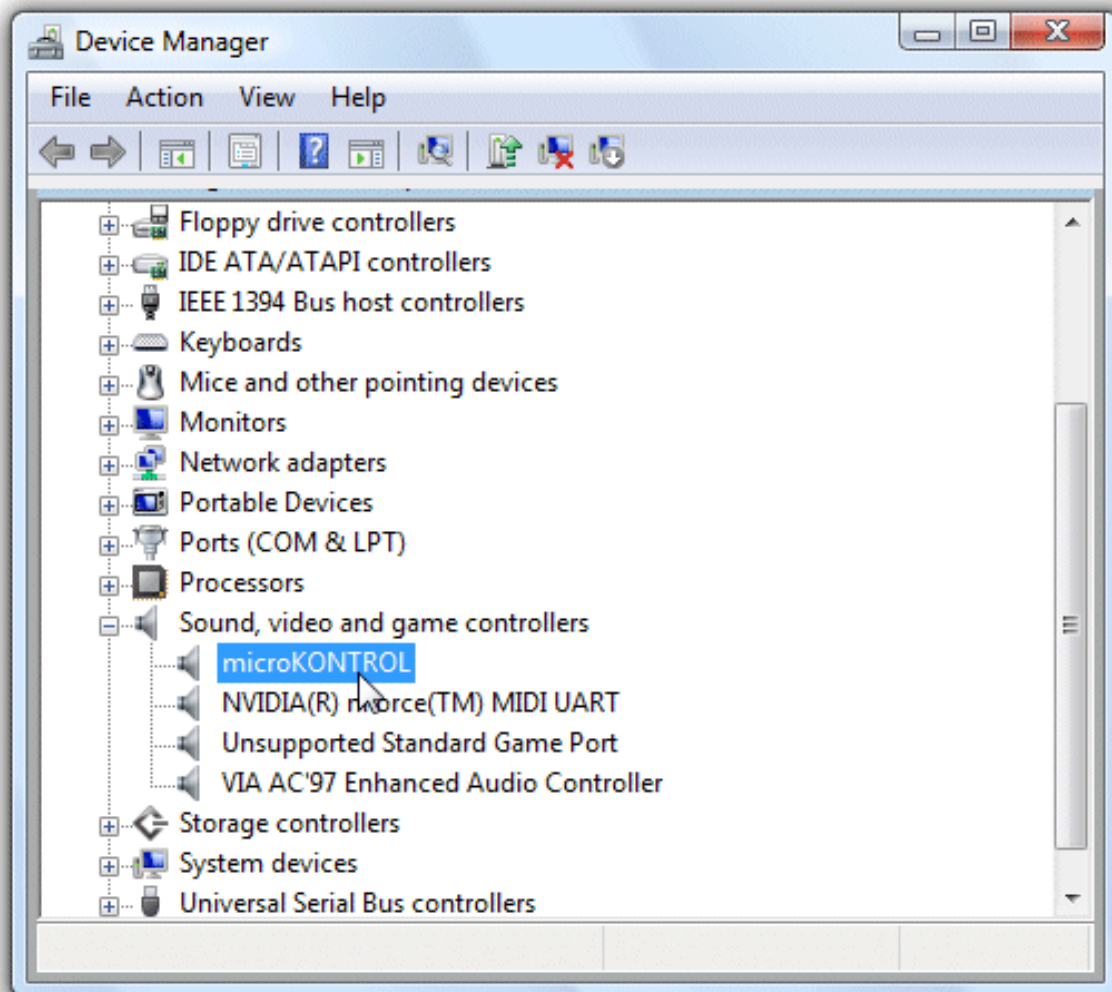 Device Manager
File Action View Help
Floppy drive controllers
IDE ATA/ATAPI controllers
IEEE 1394 Bus host controllers
Keyboards
Mice and other pointing devices
Monitors
Network adapters
Portable Devices
Ports (COM & LPT)
Processors
Sound, video and game controllers
microKONTROL
NVIDIA(R) nForce(TM) MIDI UART
Unsupported Standard Game Port
VIA AC'97 Enhanced Audio Controller
Storage controllers
System devices
Universal Serial Bus controllers